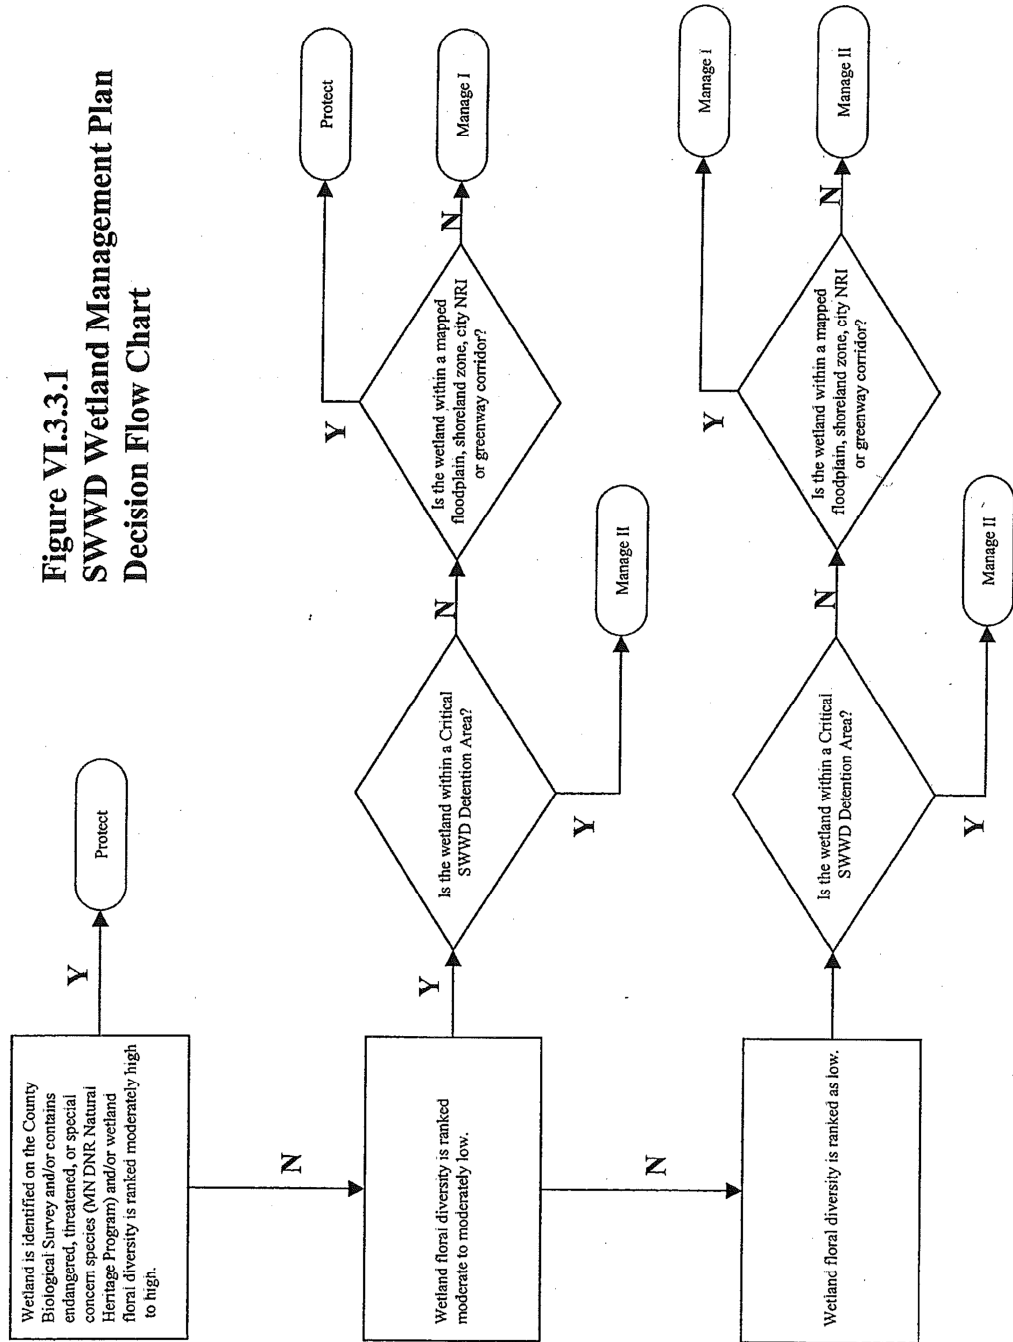 Figure VI.3.3.1
SWWD Wetland Management Plan
Decision Flow Chart
Wetland is identified on the County
Biological Survey and/or contains
endangered, threatened, or special
concern species (MN DNR Natural
Heritage Program) and/or wetland
floral diversity is ranked moderately high
to high.
Y
Protect
N
Wetland floral diversity is ranked
moderate to moderately low.
Y
Is the wetland within a Critical
SWWD Detention Area?
Y
Manage II
N
Is the wetland within a mapped
floodplain, shoreland zone, city NRI
or greenway corridor?
Y
Protect
N
Manage I
N
Wetland floral diversity is ranked as low.
Is the wetland within a Critical
SWWD Detention Area?
Y
Manage II
N
Is the wetland within a mapped
floodplain, shoreland zone, city NRI
or greenway corridor?
Y
Manage I
N
Manage II